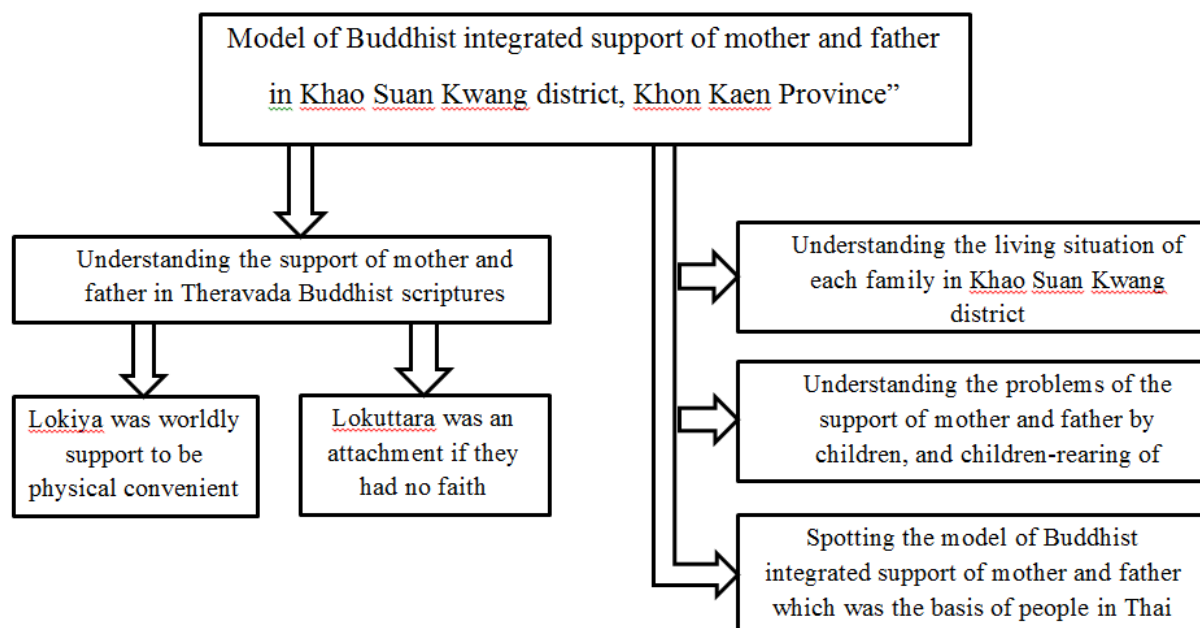 Model of Buddhist integrated support of mother and father
in Khao Suan Kwang district, Khon Kaen Province”
Understanding the support of mother and
father in Theravada Buddhist scriptures
Lokiya was worldly
support to be
physical convenient
Lokuttara was an
attachment if they
had no faith
Understanding the living situation of
each family in Khao Suan Kwang
district
Understanding the problems of the
support of mother and father by
children, and children-rearing of
Spotting the model of Buddhist
integrated support of mother and father
which was the basis of people in Thai